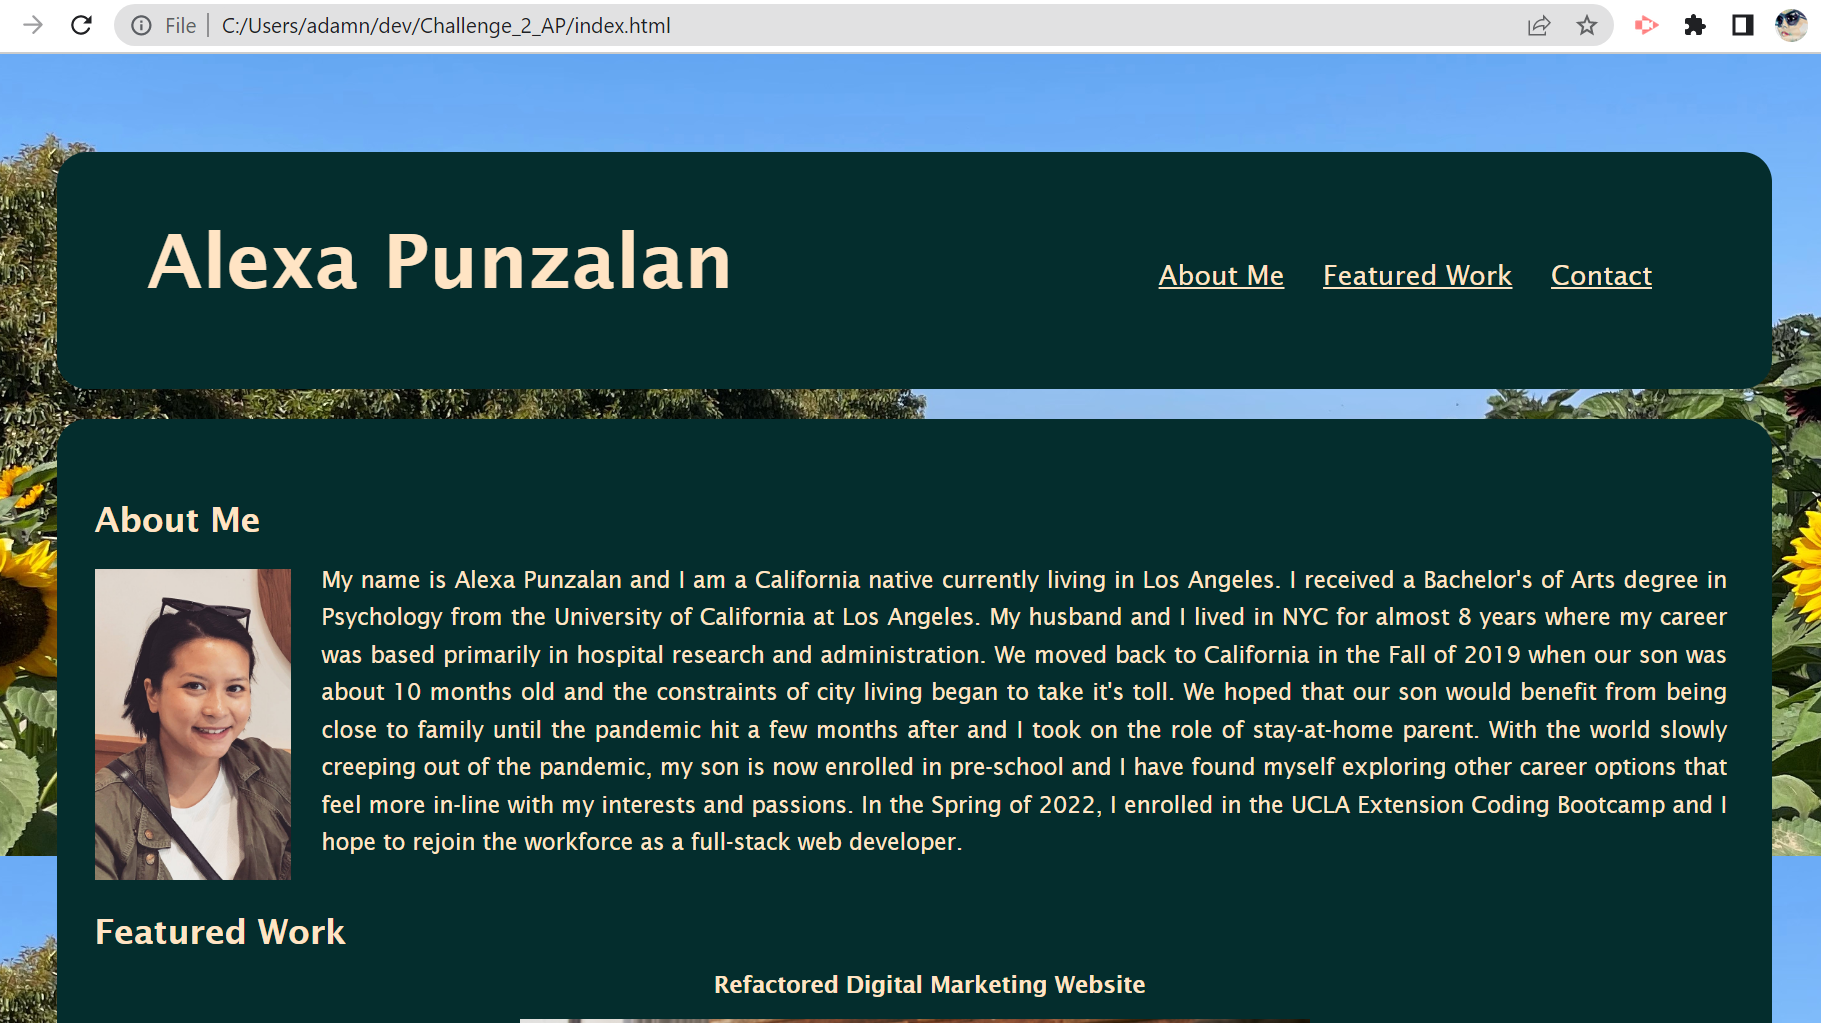 File | C:/Users/adamn/dev/Challenge_2_AP/index.html
Alexa Punzalan
About Me Featured Work Contact
About Me
My name is Alexa Punzalan and I am a California native currently living in Los Angeles. I received a Bachelor's of Arts degree in
Psychology from the University of California at Los Angeles. My husband and I lived in NYC for almost 8 years where my career
was based primarily in hospital research and administration. We moved back to California in the Fall of 2019 when our son was
about 10 months old and the constraints of city living began to take it's toll. We hoped that our son would benefit from being
close to family until the pandemic hit a few months after and I took on the role of stay-at-home parent. With the world slowly
creeping out of the pandemic, my son is now enrolled in pre-school and I have found myself exploring other career options that
feel more in-line with my interests and passions. In the Spring of 2022, I enrolled in the UCLA Extension Coding Bootcamp and I
hope to rejoin the workforce as a full-stack web developer.
Featured Work
Refactored Digital Marketing Website